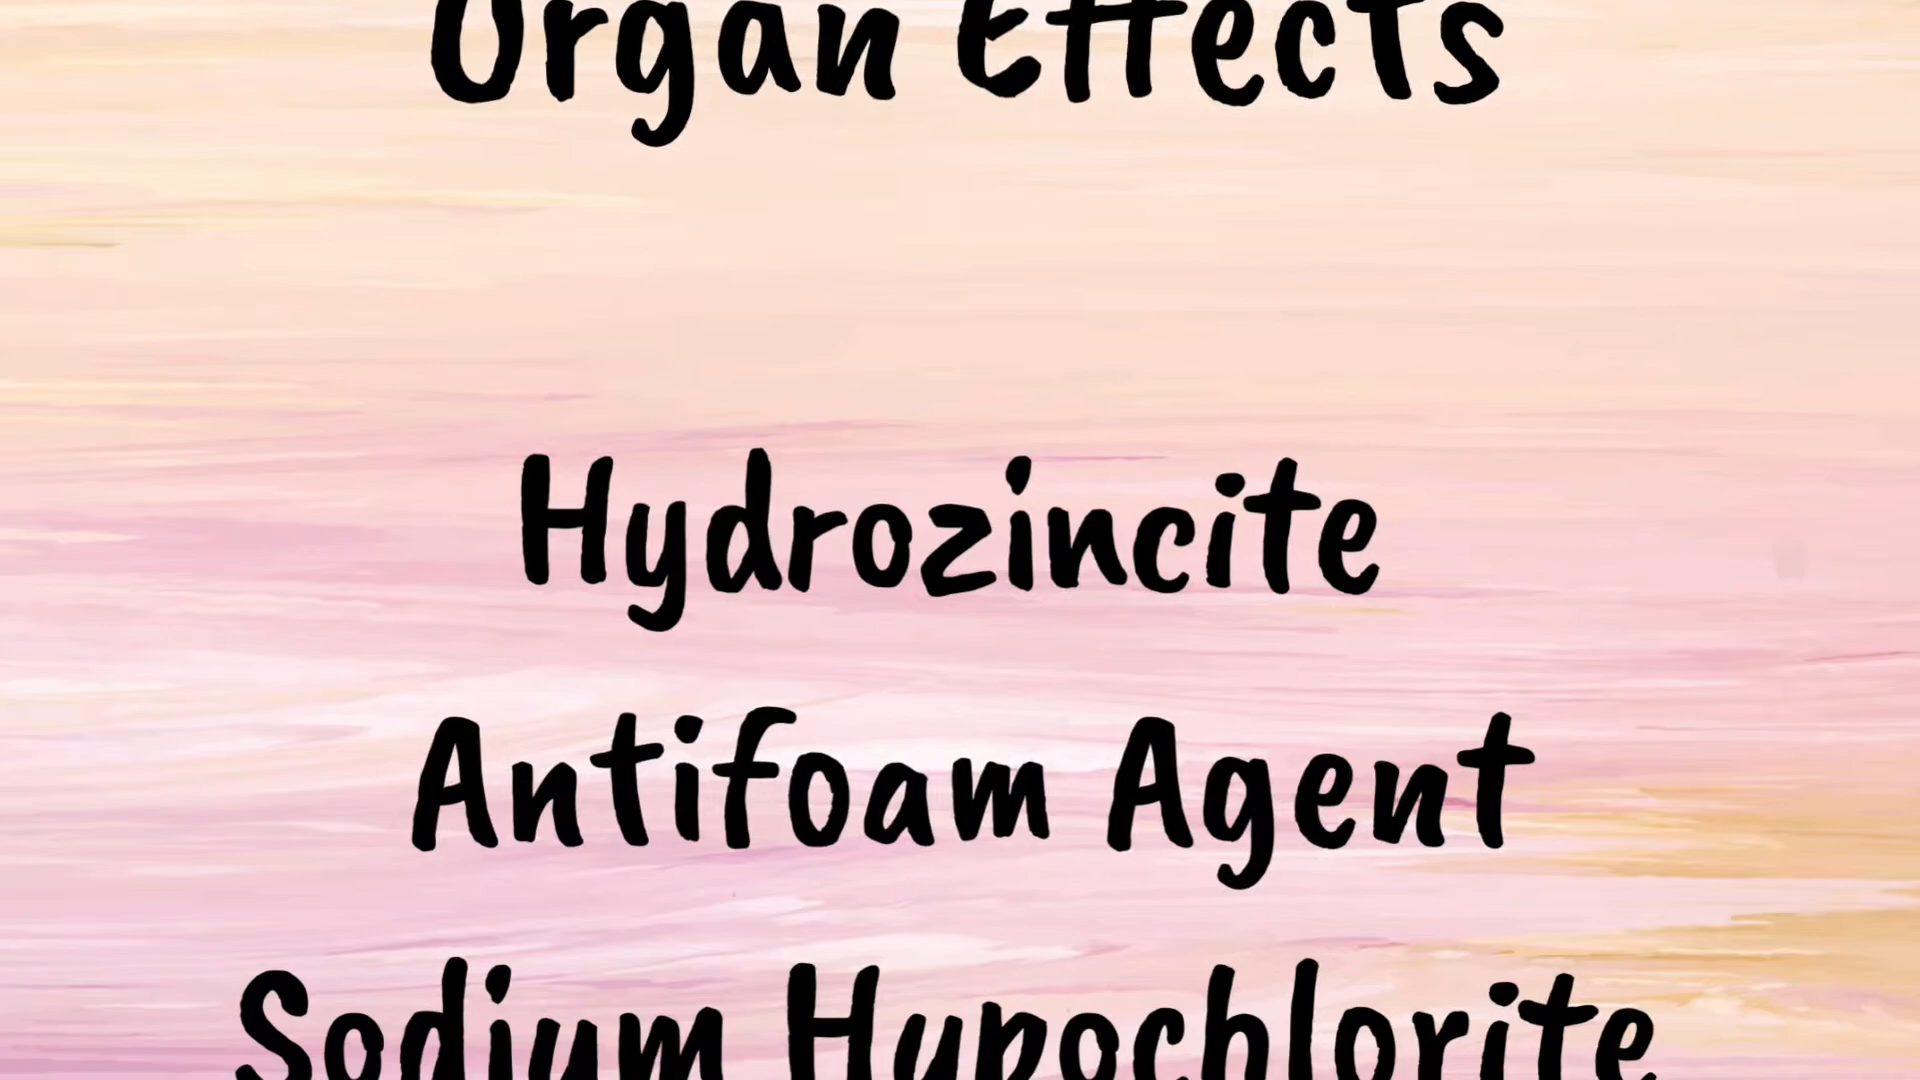 Organ Effects
Hydrozincite
Antifoam Agent
Sodium Hypochlorite